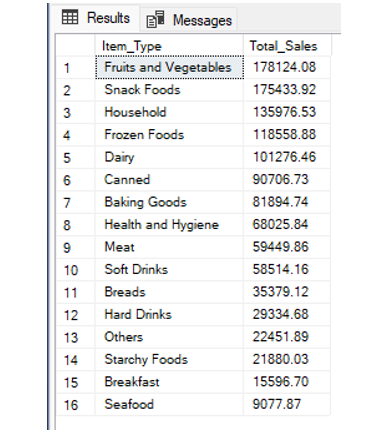 Results Messages
Item_Type Total_Sales
1 Fruits and Vegetables 178124.08
2 Snack Foods 175433.92
3 Household 135976.53
4 Frozen Foods 118558.88
5 Dairy 101276.46
6 Canned 90706.73
7 Baking Goods 81894.74
8 Health and Hygiene 68025.84
9 Meat 59449.86
10 Soft Drinks 58514.16
11 Breads 35379.12
12 Hard Drinks 29334.68
13 Others 22451.89
14 Starchy Foods 21880.03
15 Breakfast 15596.70
16 Seafood 9077.87